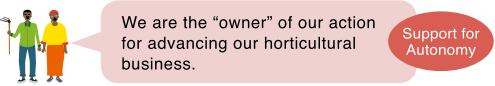 We are the “owner” of our action
for advancing our horticultural
business.
Support for
Autonomy